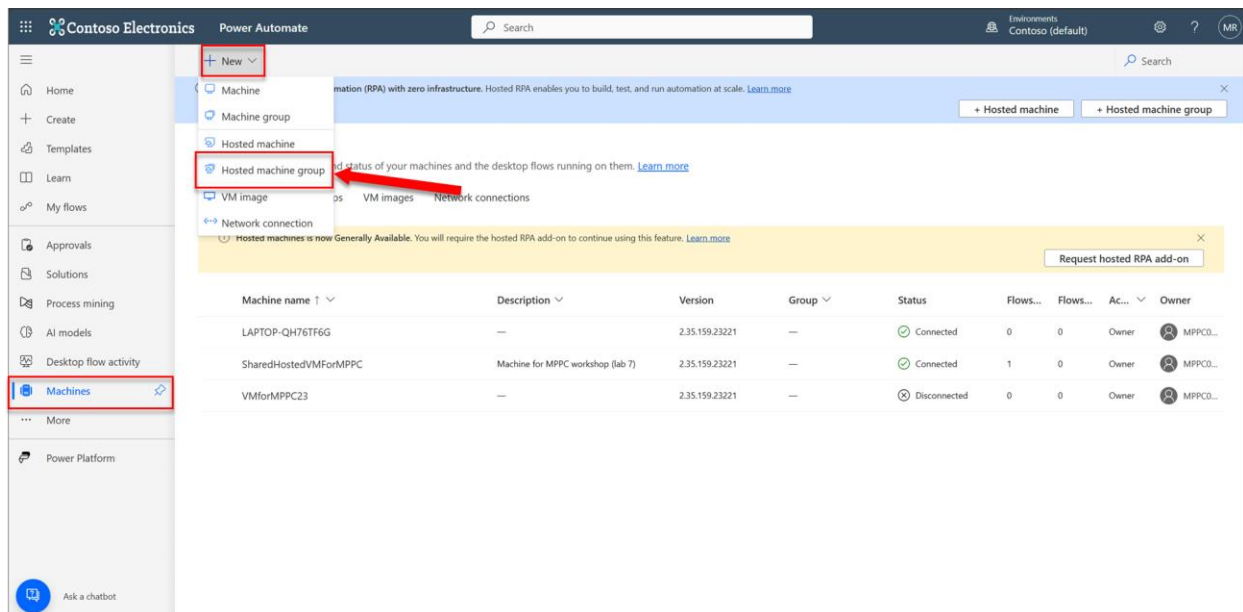 Contoso Electronics Power Automate Search Environments Contoso (default) ? MR
New Search
Home
Create
Templates
Learn
My flows
Approvals
Solutions
Process mining
AI models
Desktop flow activity
Machines
More
Power Platform
Ask a chatbot
Machine
Machine group
Hosted machine
Hosted machine group
VM image
Network connection
mation (RPA) with zero infrastructure. Hosted RPA enables you to build, test, and run automation at scale. Learn more
+ Hosted machine + Hosted machine group
nd status of your machines and the desktop flows running on them. Learn more
ps VM images Network connections
Hosted machines is now Generally Available. You will require the hosted RPA add-on to continue using this feature. Learn more
Request hosted RPA add-on
Machine name ↑ Description Version Group Status Flows... Flows... Ac... Owner
LAPTOP-QH76TF6G — 2.35.159.23221 — Connected 0 0 Owner MPPC0...
SharedHostedVMForMPPC Machine for MPPC workshop (lab 7) 2.35.159.23221 — Connected 1 0 Owner MPPC0...
VMforMPPC23 — 2.35.159.23221 — Disconnected 0 0 Owner MPPC0...